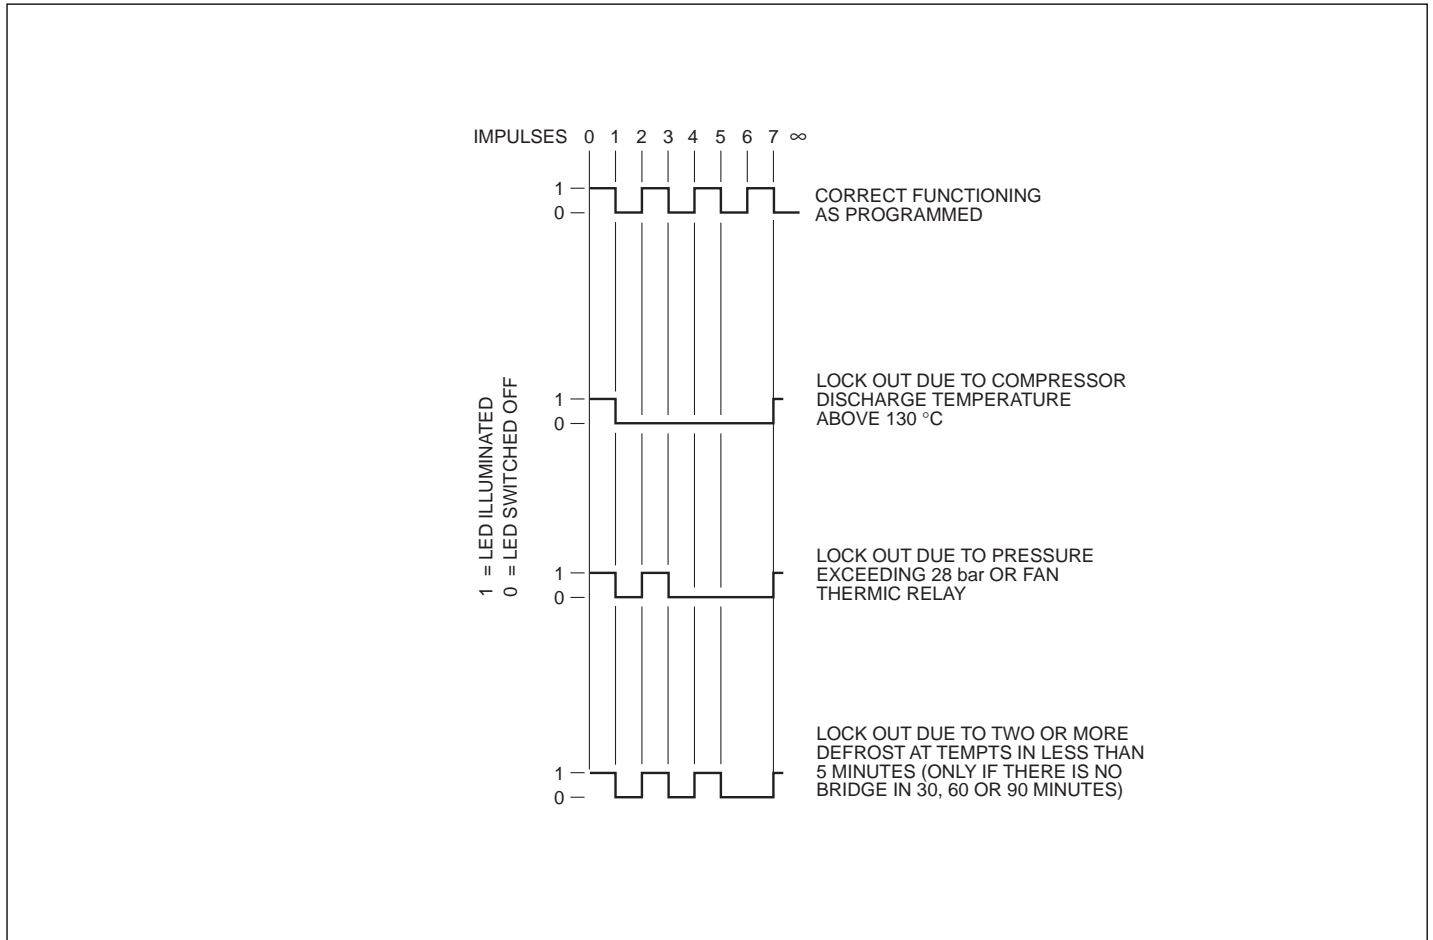 IMPULSES 0 1 2 3 4 5 6 7 ∞
1
0
CORRECT FUNCTIONING
AS PROGRAMMED
1 = LED ILLUMINATED
0 = LED SWITCHED OFF
1
0
LOCK OUT DUE TO COMPRESSOR
DISCHARGE TEMPERATURE
ABOVE 130 °C
1
0
LOCK OUT DUE TO PRESSURE
EXCEEDING 28 bar OR FAN
THERMIC RELAY
1
0
LOCK OUT DUE TO TWO OR MORE
DEFROST AT TEMPTS IN LESS THAN
5 MINUTES (ONLY IF THERE IS NO
BRIDGE IN 30, 60 OR 90 MINUTES)